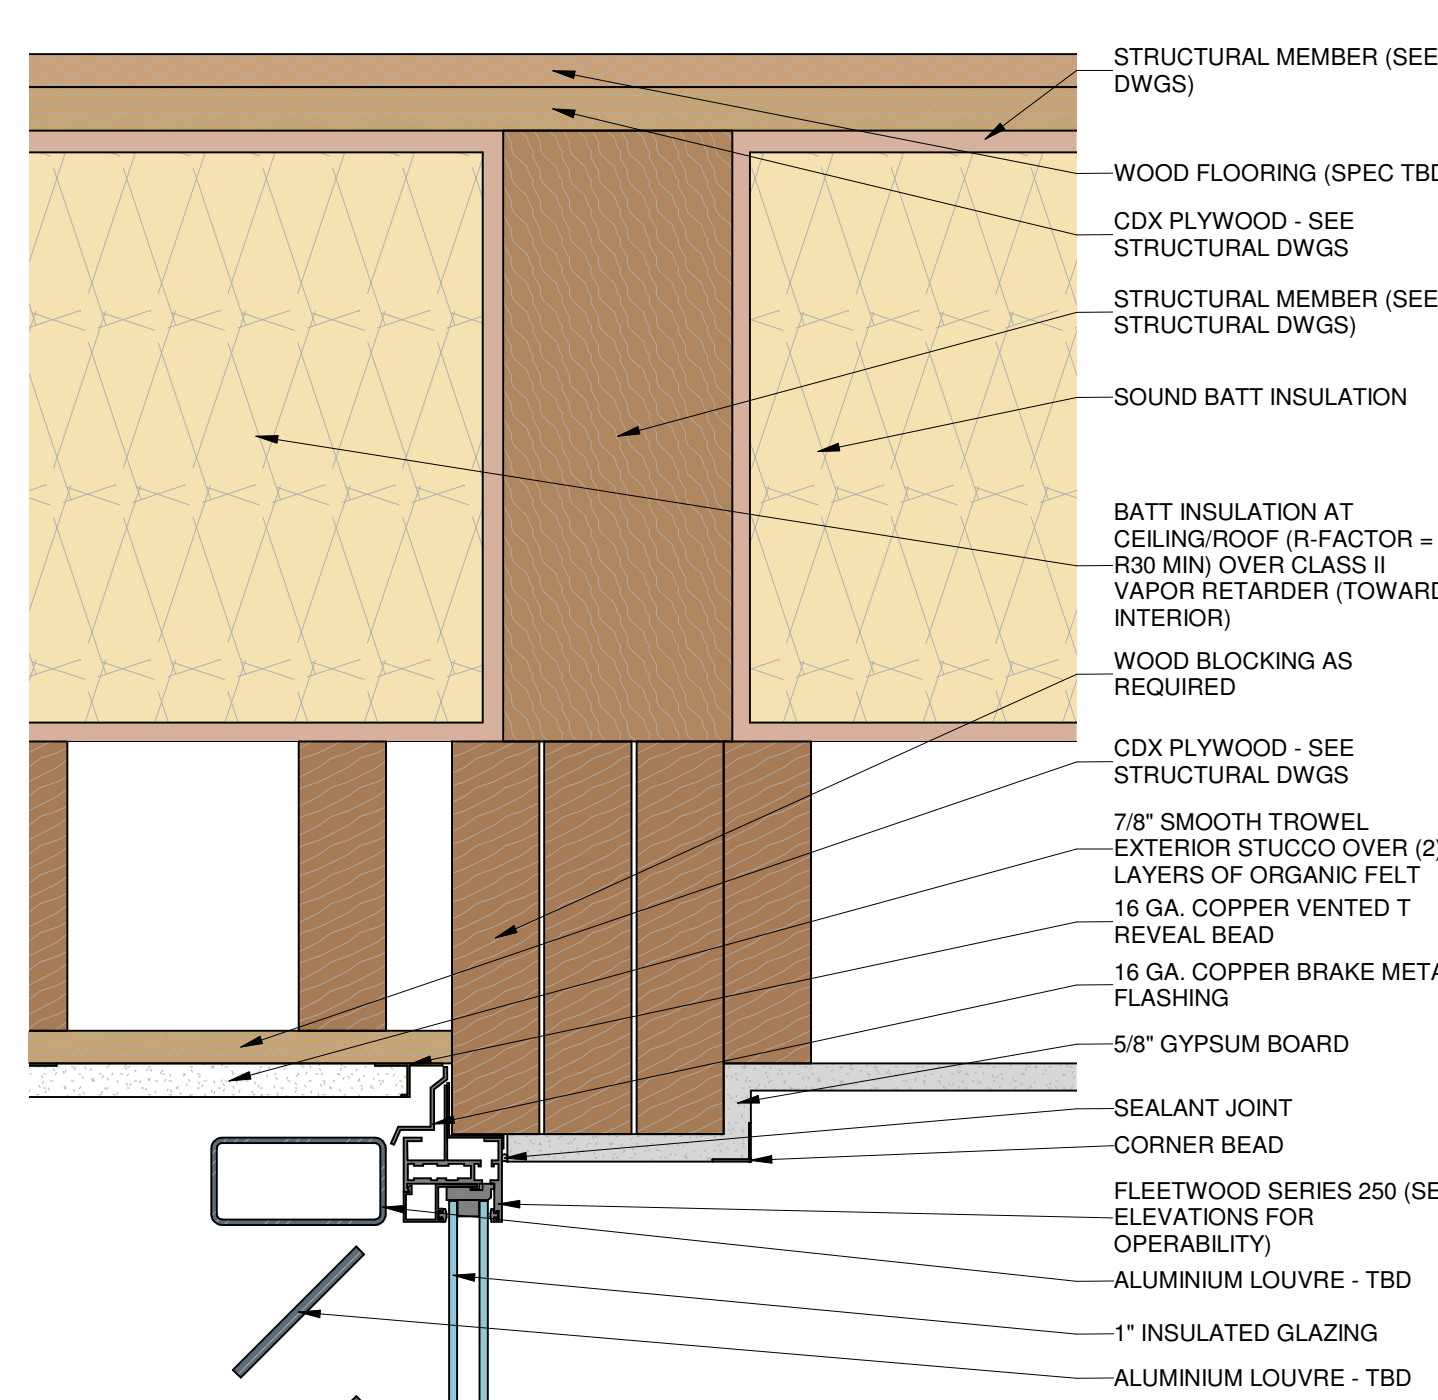 STRUCTURAL MEMBER (SEE
DWGS)
WOOD FLOORING (SPEC
CDX PLYWOOD - SEE
STRUCTURAL DWGS
STRUCTURAL MEMBER (SEE
STRUCTURAL DWGS)
SOUND BATT INSULATION
BATT INSULATION AT
CEILING/ROOF (R-FACTOR =
R30 MIN) OVER CLASS II
VAPOR RETARDER
INTERIOR)
WOOD BLOCKING AS
REQUIRED
CDX PLYWOOD - SEE
STRUCTURAL DWGS
7/8" SMOOTH TROWEL
EXTERIOR STUCCO OVER (2)
LAYERS OF ORGANIC FELT
16 GA. COPPER VENTED T
REVEAL BEAD
16 GA. COPPER BRAKE
FLASHING
5/8" GYPSUM BOARD
SEALANT JOINT
CORNER BEAD
FLEETWOOD SERIES 250
ELEVATIONS FOR
OPERABILITY)
ALUMINIUM LOUVRE - TBD
1" INSULATED GLAZING
ALUMINIUM LOUVRE - TBD